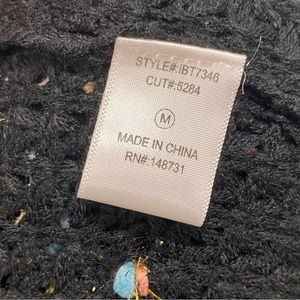 STYLE#:IBT7346
CUT#:5284
M
MADE IN CHINA
RN#:148731